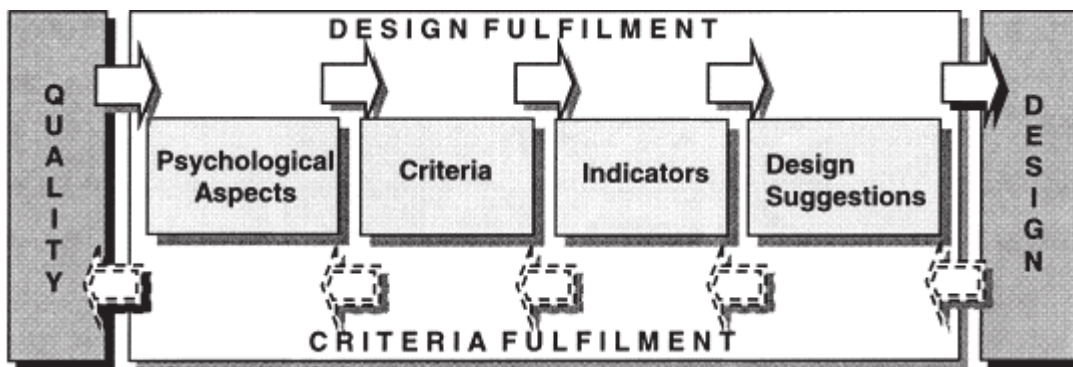 DESIGN FULFILMENT
QUALITY
Psychological
Aspects
Criteria
Indicators
Design
Suggestions
DESIGN
CRITERIA FULFILMENT